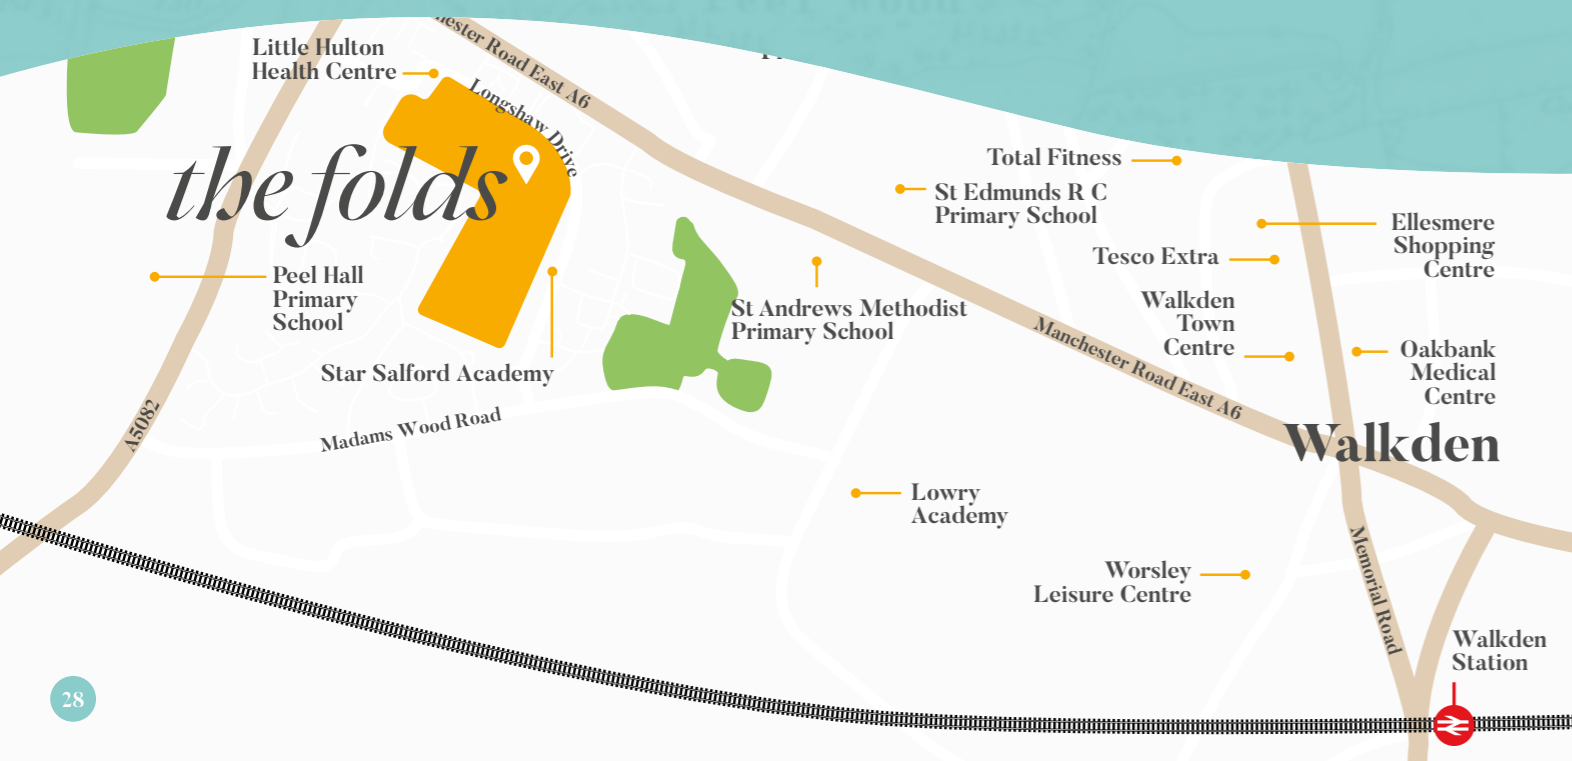 Little Hulton
Health Centre
Road East A6
Longshaw Drive
the folds
Total Fitness
St Edmunds R C
Primary School
Ellesmere
Shopping
Centre
Tesco Extra
Peel Hall
Primary
School
St Andrews Methodist
Primary School
Walkden
Town
Centre
Manchester Road East A6
Oakbank
Medical
Centre
Star Salford Academy
A5082
Madams Wood Road
Walkden
Lowry
Academy
Memorial Road
Worsley
Leisure Centre
Walkden
Station
28